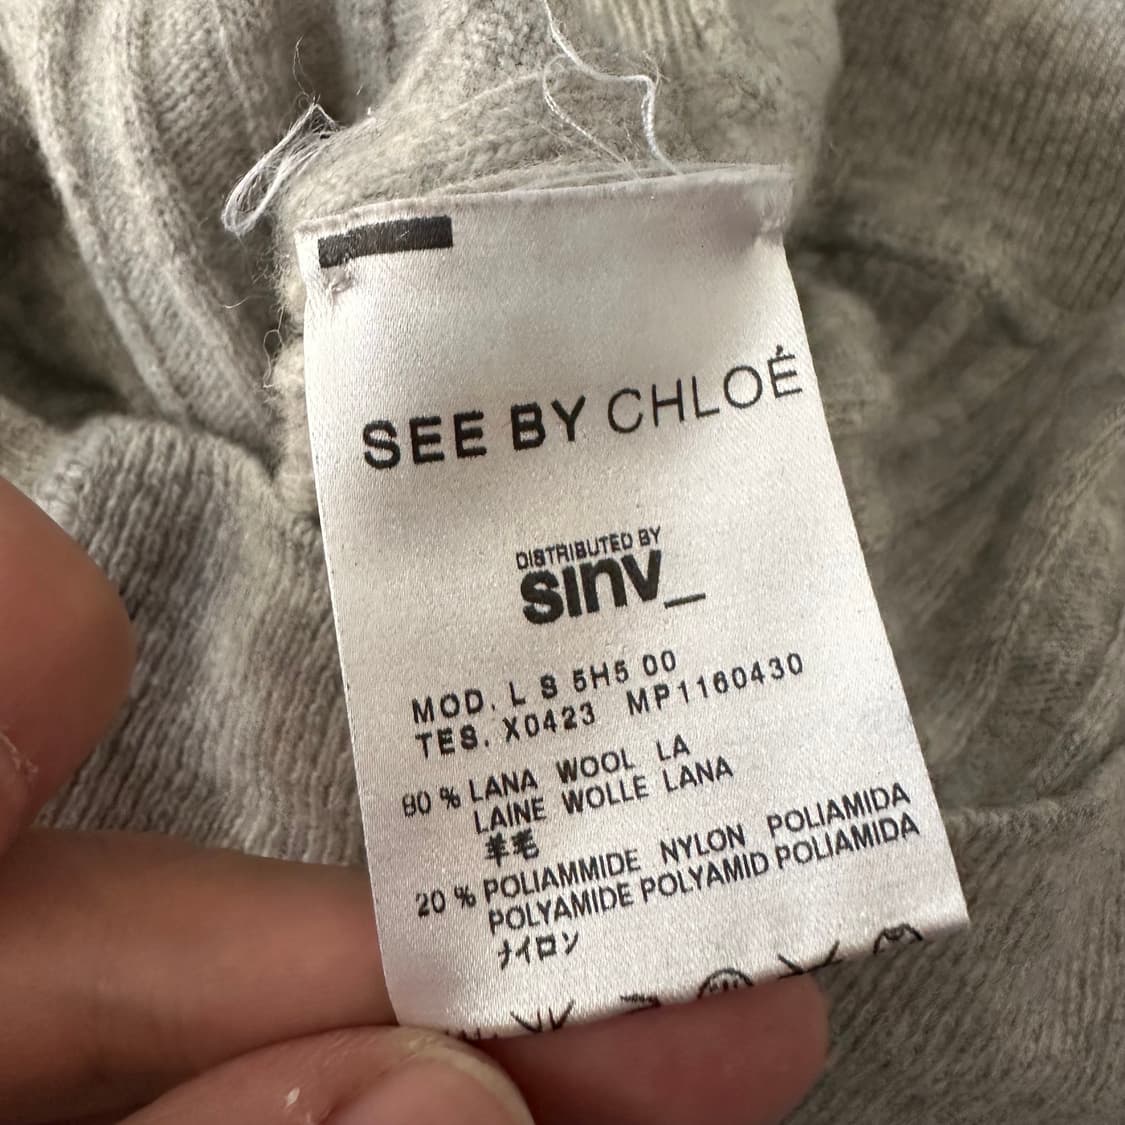 SEE BY CHLOÉ
DISTRIBUTED BY
sinv_
MOD. L S 5H5 00
TES. X0423 MP1160430
80 % LANA WOOL LA
LAINE WOLLE LANA
羊毛
20 % POLIAMMIDE NYLON POLIAMIDA
POLYAMIDE POLYAMID POLIAMIDA
ナイロン